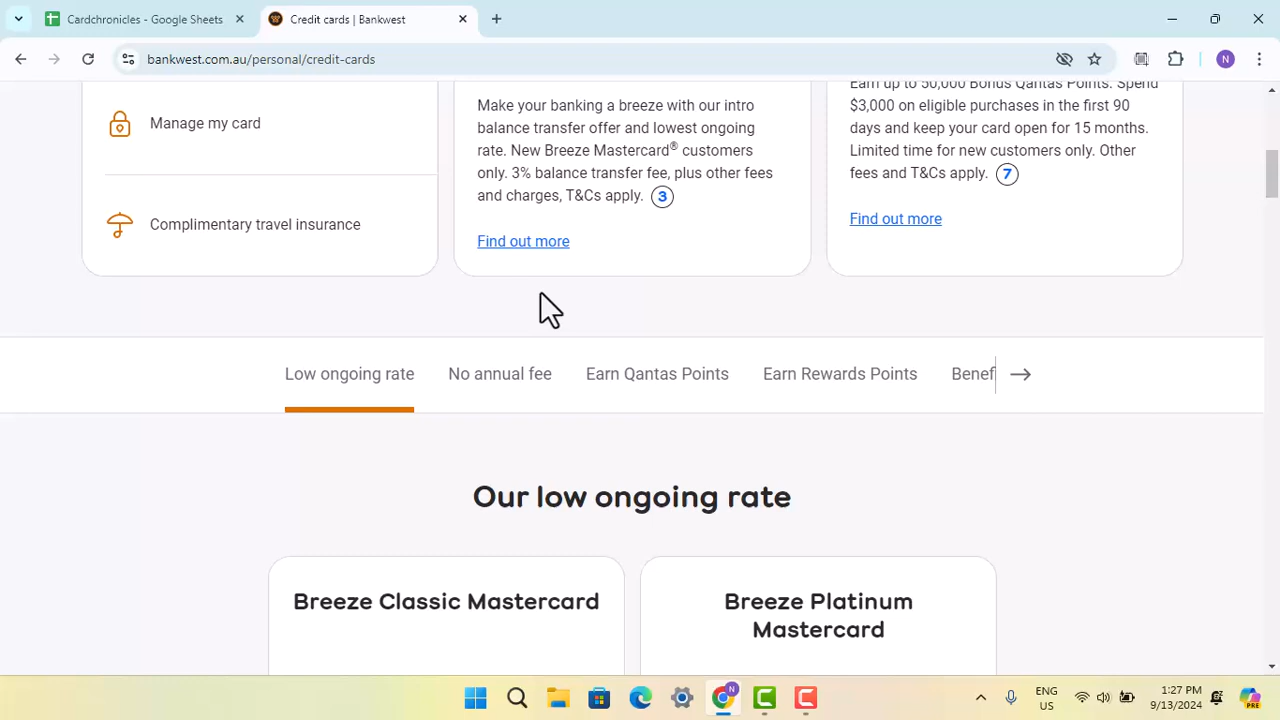 Cardchronicles - Google Sheets
Credit cards | Bankwest
bankwest.com.au/personal/credit-cards
N
Manage my card
Complimentary travel insurance
Make your banking a breeze with our intro
balance transfer offer and lowest ongoing
rate. New Breeze Mastercard® customers
only. 3% balance transfer fee, plus other fees
and charges, T&Cs apply. 3
Find out more
Earn up to 50,000 Bonus Qantas Points. Spend
$3,000 on eligible purchases in the first 90
days and keep your card open for 15 months.
Limited time for new customers only. Other
fees and T&Cs apply. 7
Find out more
Low ongoing rate
No annual fee
Earn Qantas Points
Earn Rewards Points
Benef
Our low ongoing rate
Breeze Classic Mastercard
Breeze Platinum
Mastercard
N
ENG
US
1:27 PM
9/13/2024
PRE